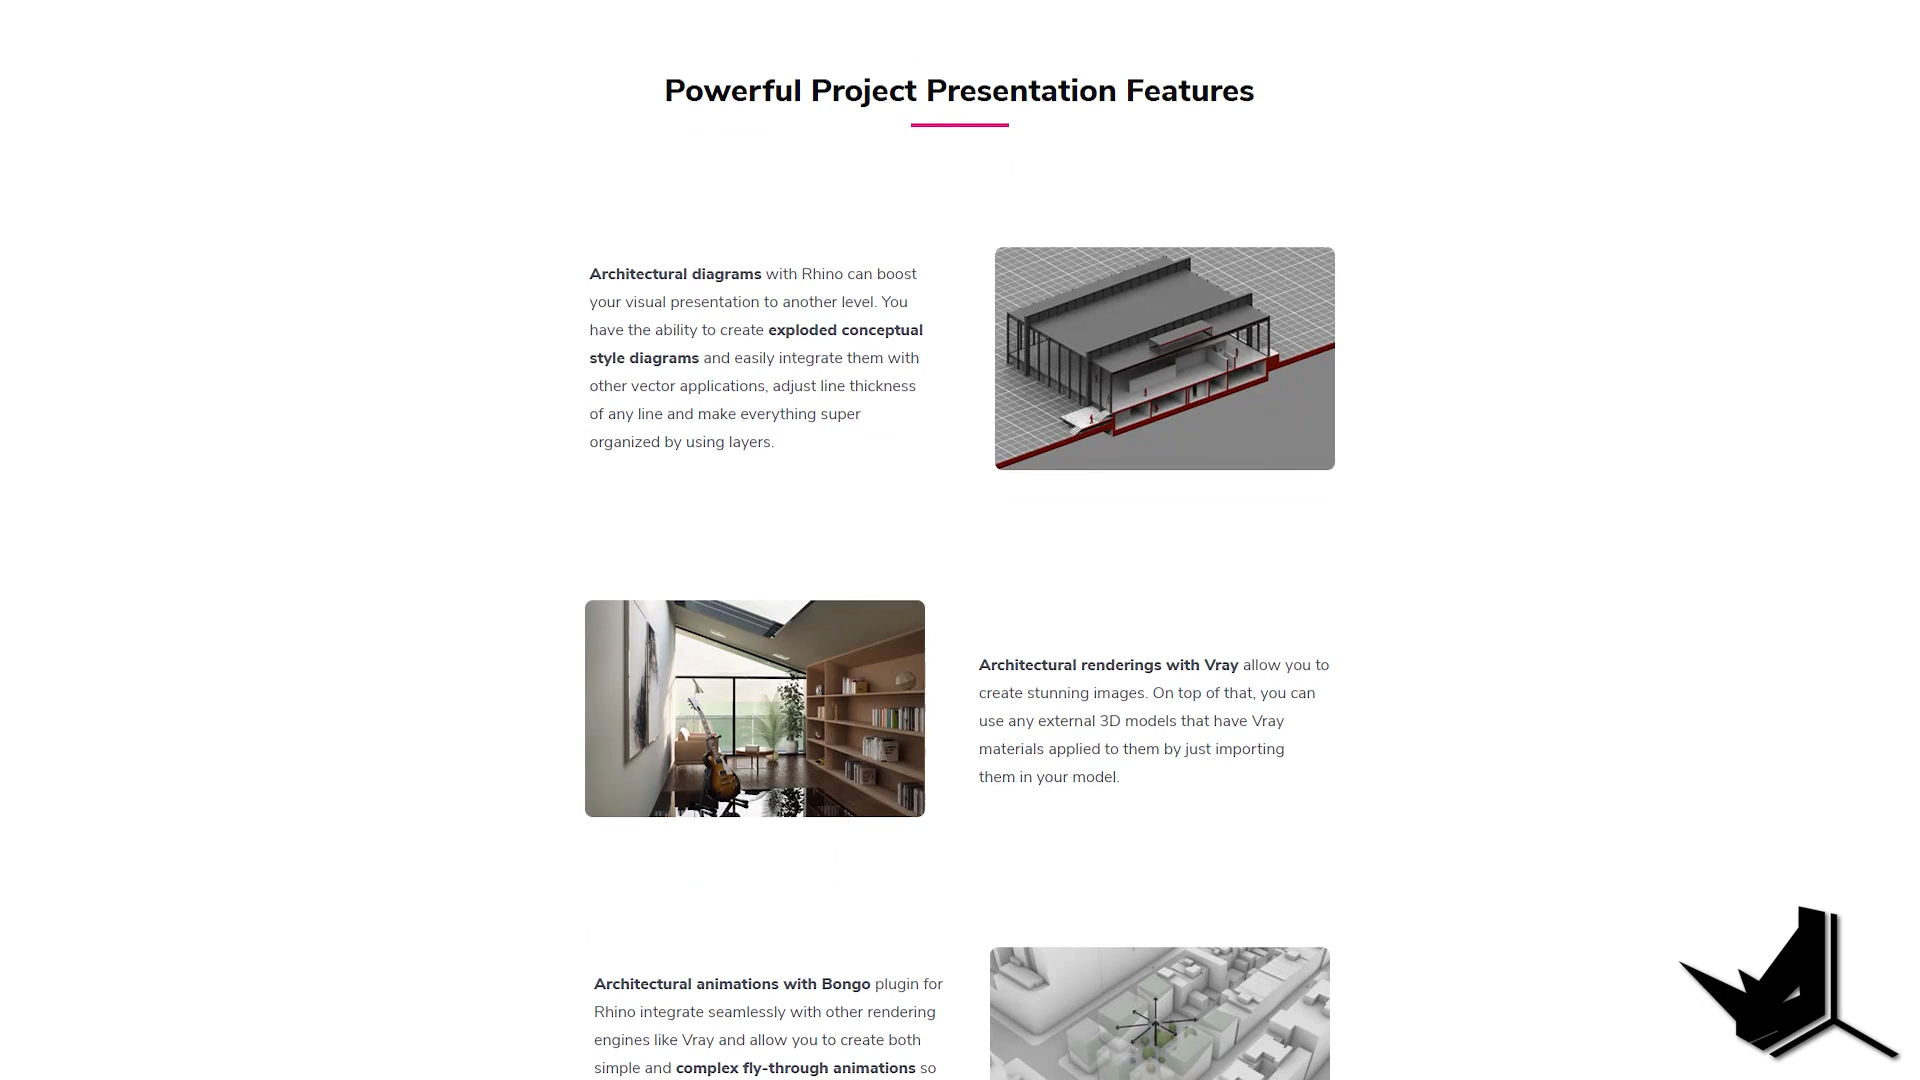 Powerful Project Presentation Features
Architectural diagrams with Rhino can boost
your visual presentation to another level. You
have the ability to create exploded conceptual
style diagrams and easily integrate them with
other vector applications, adjust line thickness
of any line and make everything super
organized by using layers.
Architectural renderings with Vray allow you to
create stunning images. On top of that, you can
use any external 3D models that have Vray
materials applied to them by just importing
them in your model.
Architectural animations with Bongo plugin for
Rhino integrate seamlessly with other rendering
engines like Vray and allow you to create both
simple and complex fly-through animations so